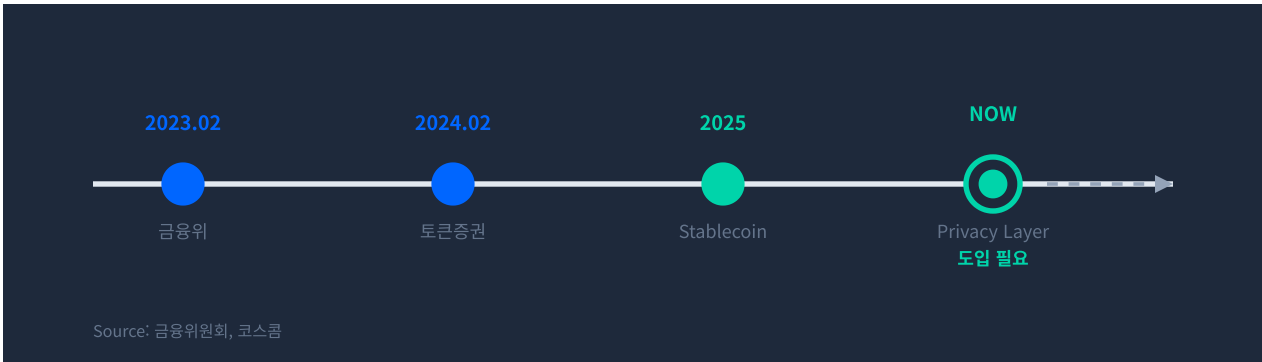 2023.02
2024.02
2025
NOW
금융위
토큰증권
Stablecoin
Privacy Layer
도입 필요
Source: 금융위원회, 코스콤